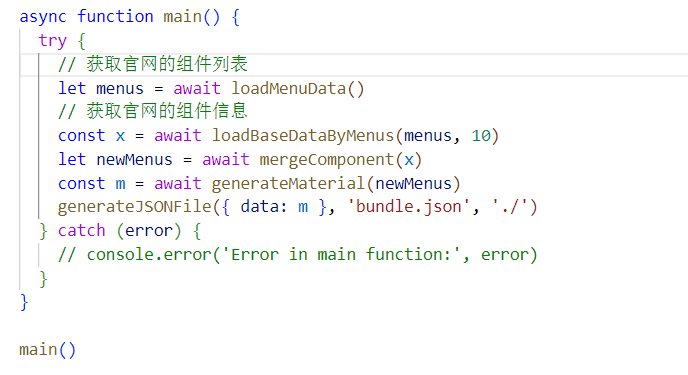 async function main() {
  try {
    // 获取官网的组件列表
    let menus = await loadMenuData()
    // 获取官网的组件信息
    const x = await loadBaseDataByMenus(menus, 10)
    let newMenus = await mergeComponent(x)
    const m = await generateMaterial(newMenus)
    generateJSONFile({ data: m }, 'bundle.json', './')
  } catch (error) {
    // console.error('Error in main function:', error)
  }
}

main()